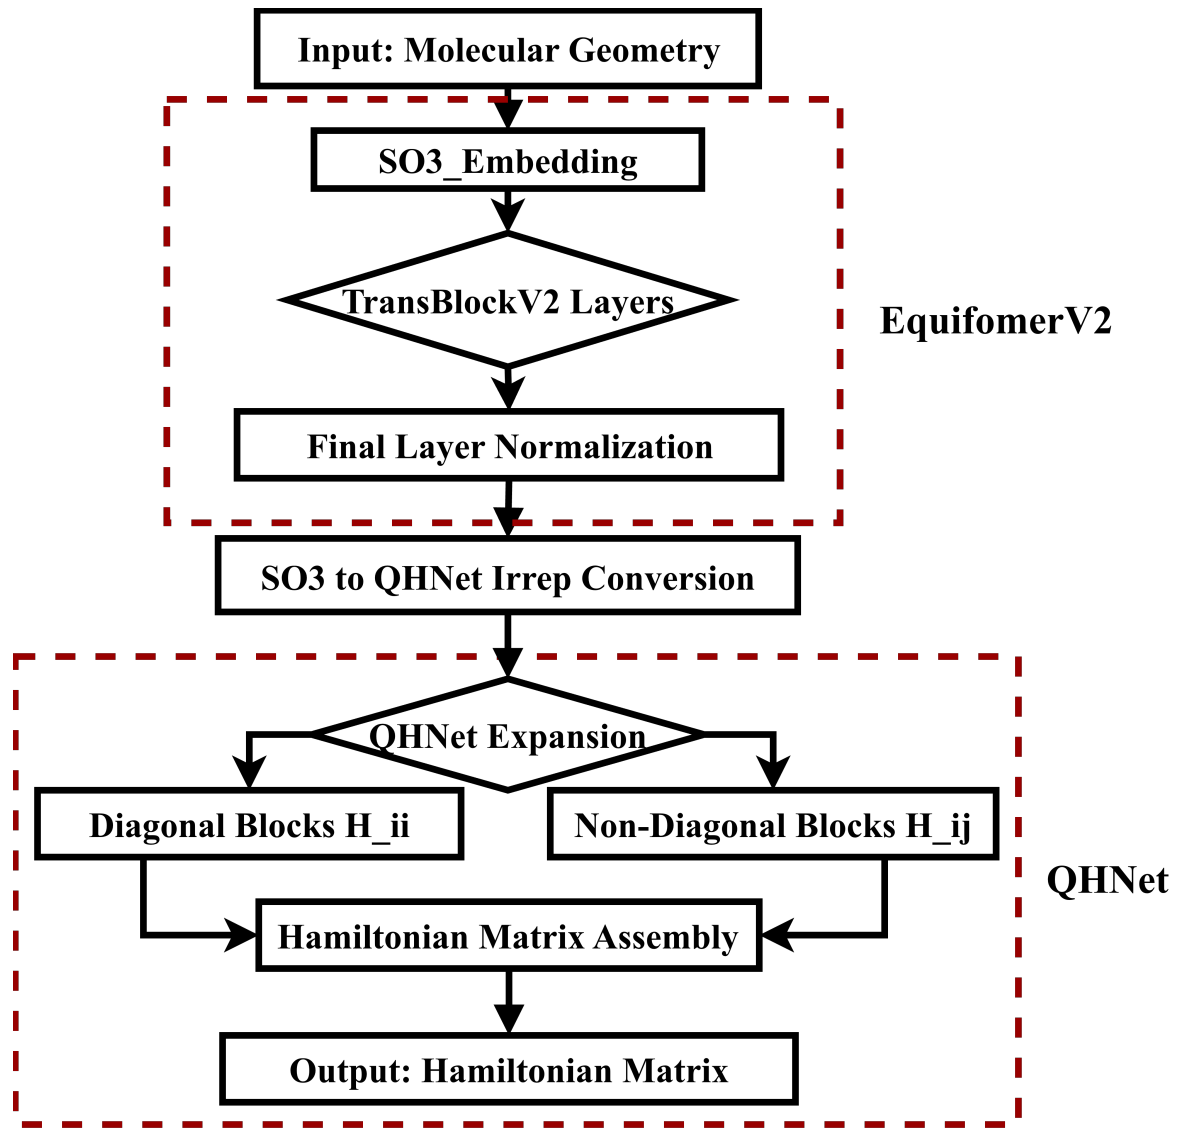 Input: Molecular Geometry
SO3_Embedding
TransBlockV2 Layers
EquifomerV2
Final Layer Normalization
SO3 to QHNet Irrep Conversion
QHNet Expansion
Diagonal Blocks H_ii
Non-Diagonal Blocks H_ij
QHNet
Hamiltonian Matrix Assembly
Output: Hamiltonian Matrix